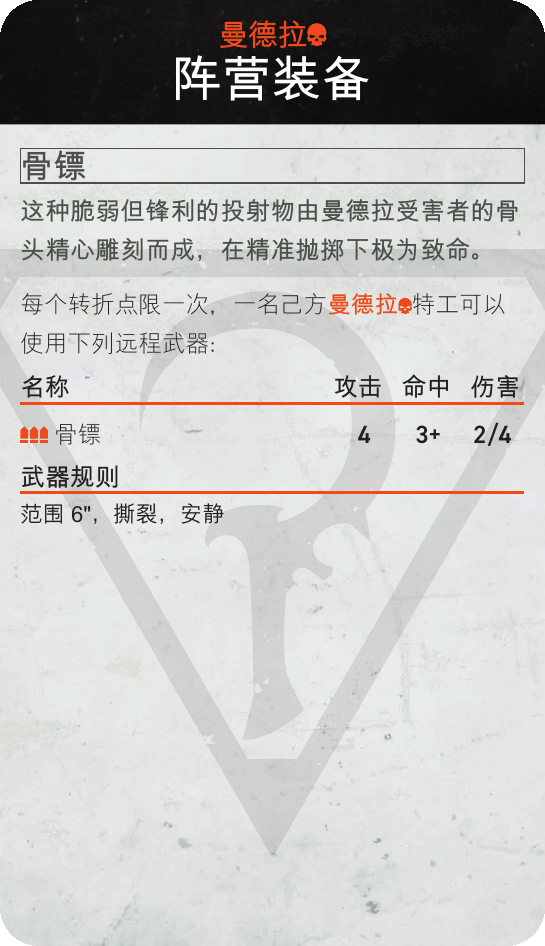 曼德拉
阵营装备
骨镖
这种脆弱但锋利的投射物由曼德拉受害者的骨
头精心雕刻而成，在精准抛掷下极为致命。
每个转折点限一次，一名己方曼德拉特工可以
使用下列远程武器:
名称 攻击 命中 伤害
骨镖 4 3+ 2/4
武器规则
范围 6"，撕裂，安静